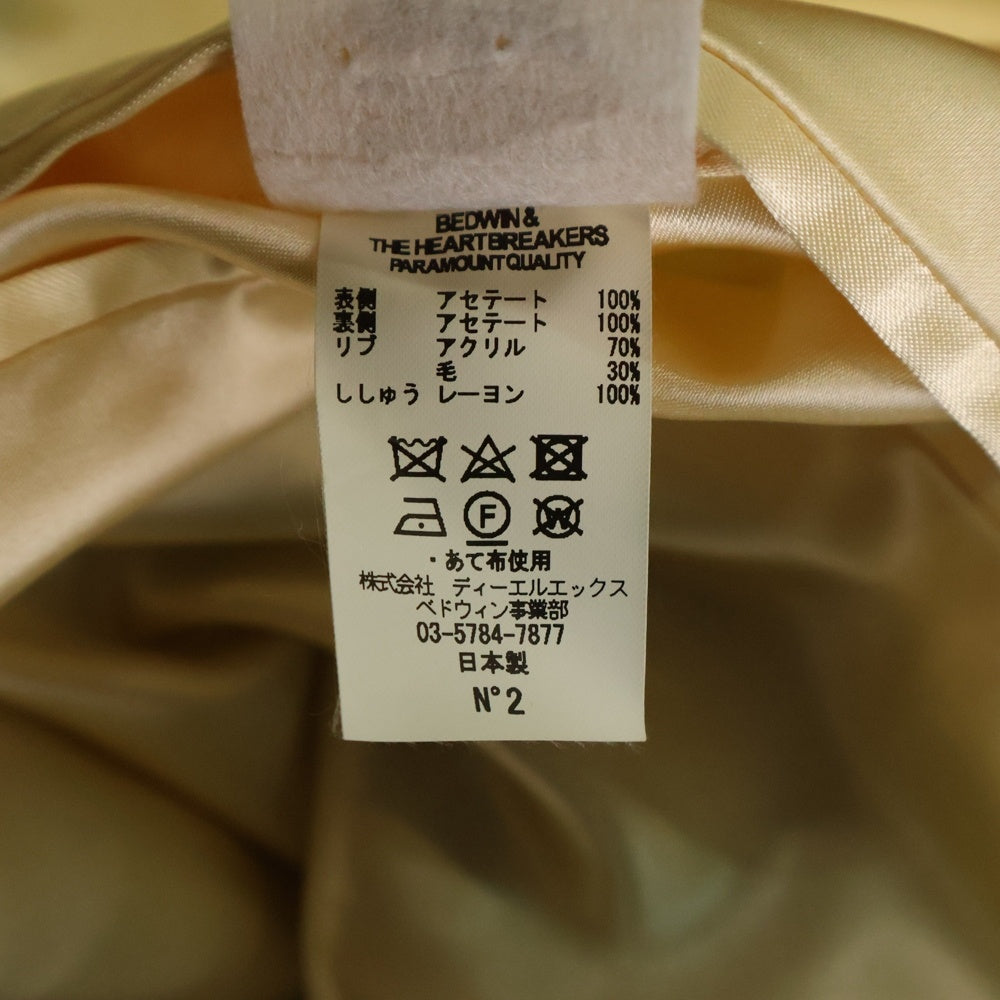 BEDWIN &
THE HEARTBREAKERS
PARAMOUNT QUALITY
表側 アセテート 100%
裏側 アセテート 100%
リブ アクリル 70%
毛 30%
ししゅう レーヨン 100%
F W
・あて布使用
株式会社 ディーエルエックス
ベドウィン事業部
03-5784-7877
日本製
N°2